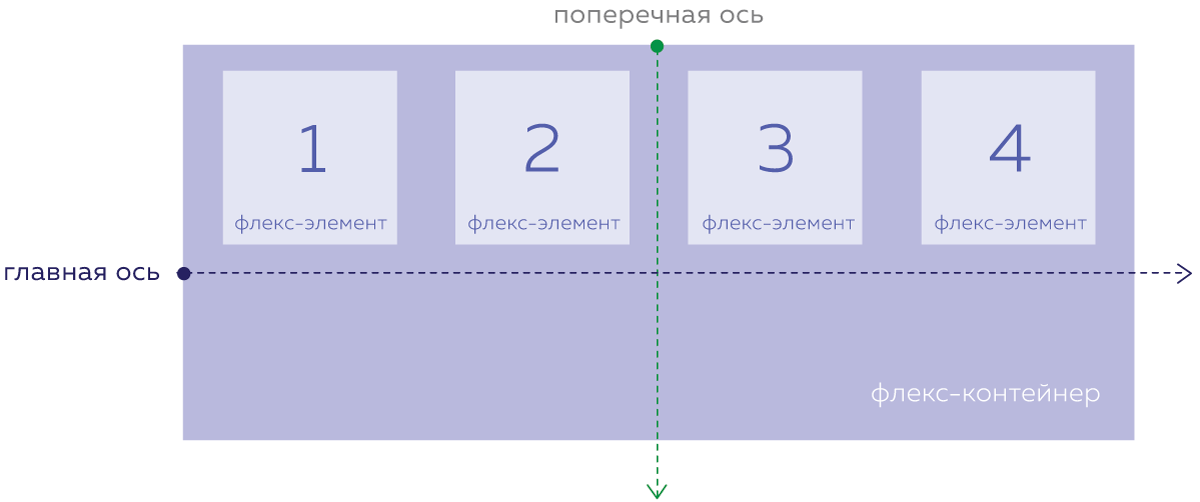 поперечная ось
1
флекс-элемент
2
флекс-элемент
3
флекс-элемент
4
флекс-элемент
главная ось
флекс-контейнер